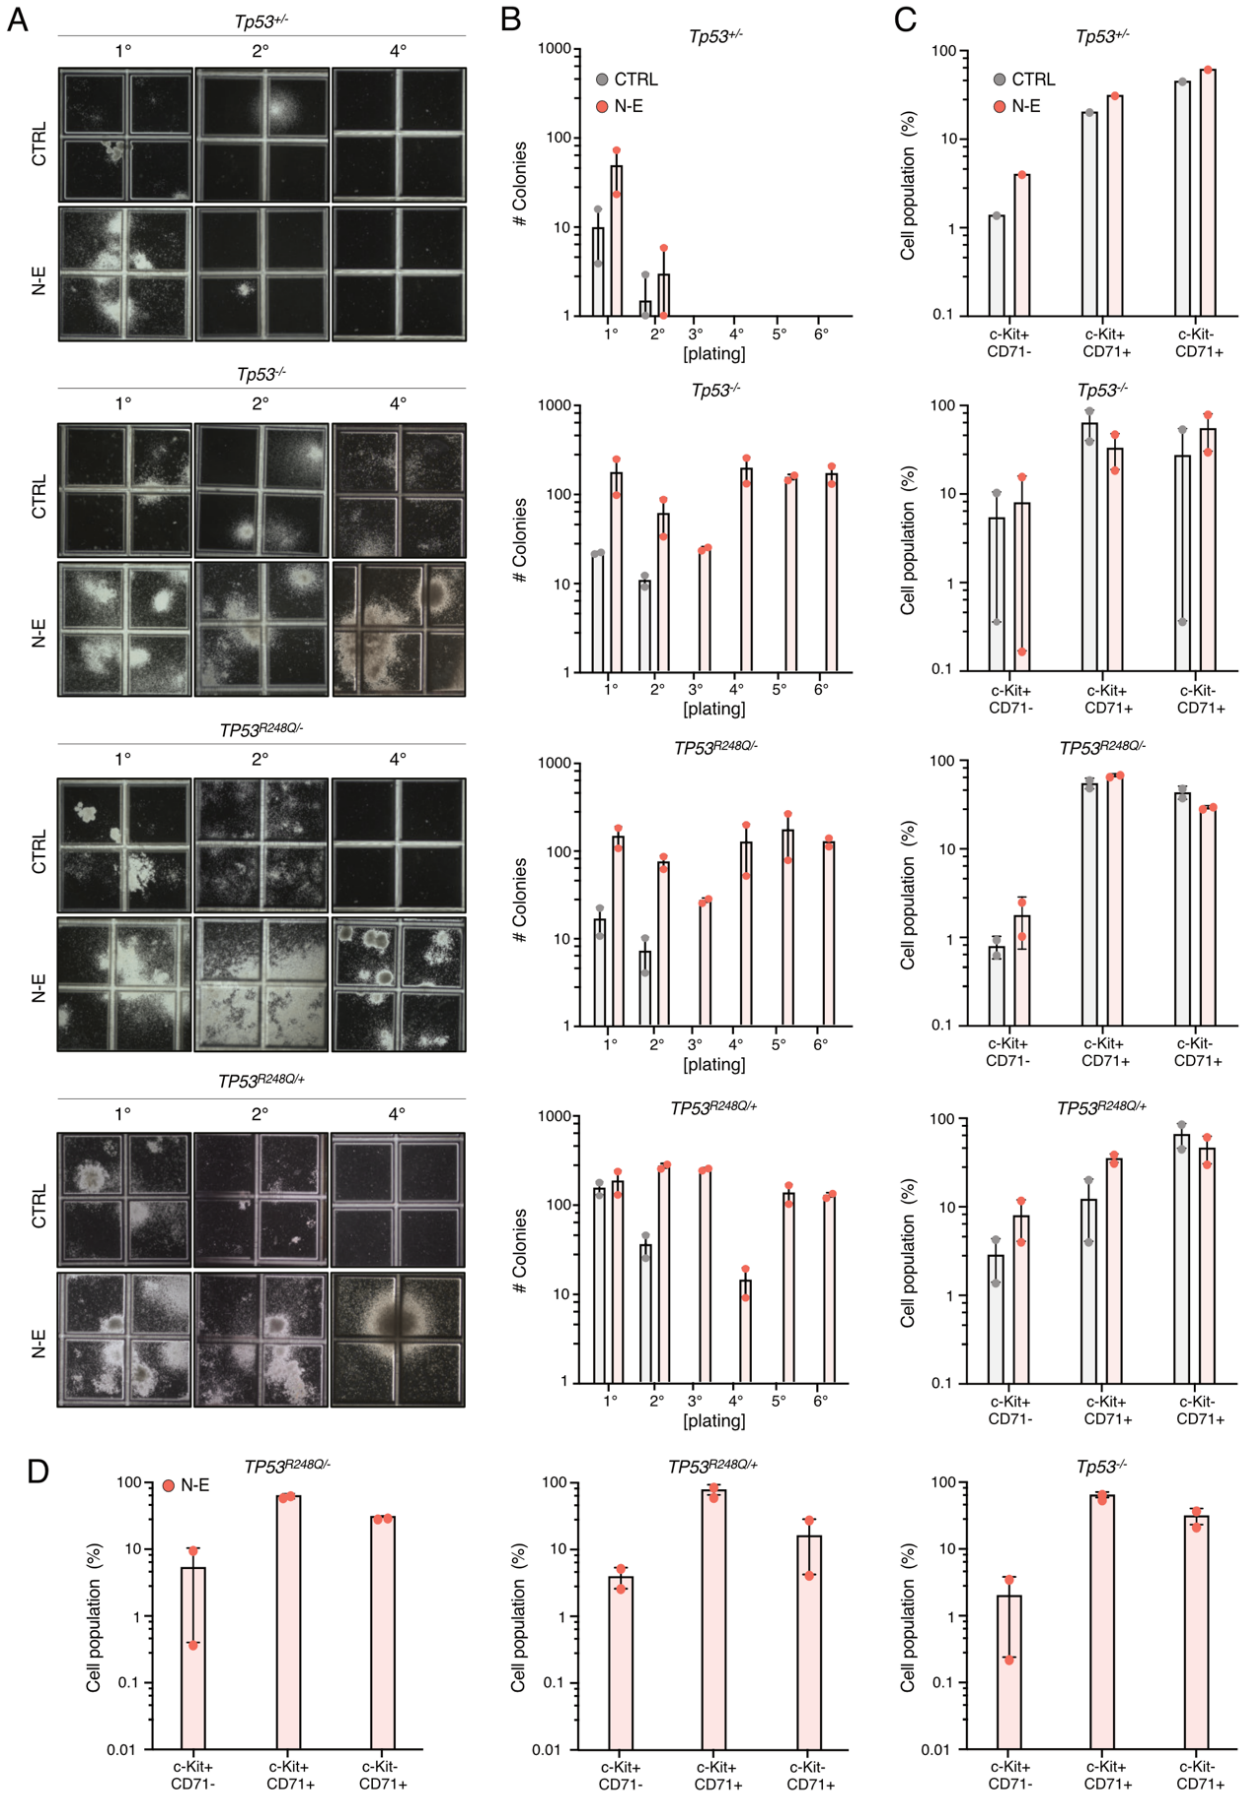 A
Tp53+/-
1° 2° 4°
CTRL
N-E
Tp53-/-
1° 2° 4°
CTRL
N-E
TP53R248Q/-
1° 2° 4°
CTRL
N-E
TP53R248Q/+
1° 2° 4°
CTRL
N-E
B
Tp53+/-
CTRL
N-E
# Colonies
1000
100
10
1
1° 2° 3° 4° 5° 6°
[plating]
Tp53-/-
# Colonies
1000
100
10
1
1° 2° 3° 4° 5° 6°
[plating]
TP53R248Q/-
# Colonies
1000
100
10
1
1° 2° 3° 4° 5° 6°
[plating]
TP53R248Q/+
# Colonies
1000
100
10
1
1° 2° 3° 4° 5° 6°
[plating]
C
Tp53+/-
CTRL
N-E
Cell population (%)
100
10
1
0.1
c-Kit+ c-Kit+ c-Kit-
CD71- CD71+ CD71+
Tp53-/-
Cell population (%)
100
10
1
0.1
c-Kit+ c-Kit+ c-Kit-
CD71- CD71+ CD71+
TP53R248Q/-
Cell population (%)
100
10
1
0.1
c-Kit+ c-Kit+ c-Kit-
CD71- CD71+ CD71+
TP53R248Q/+
Cell population (%)
100
10
1
0.1
c-Kit+ c-Kit+ c-Kit-
CD71- CD71+ CD71+
D
TP53R248Q/-
N-E
Cell population (%)
100
10
1
0.1
0.01
c-Kit+ c-Kit+ c-Kit-
CD71- CD71+ CD71+
TP53R248Q/+
Cell population (%)
100
10
1
0.1
0.01
c-Kit+ c-Kit+ c-Kit-
CD71- CD71+ CD71+
Tp53-/-
Cell population (%)
100
10
1
0.1
0.01
c-Kit+ c-Kit+ c-Kit-
CD71- CD71+ CD71+